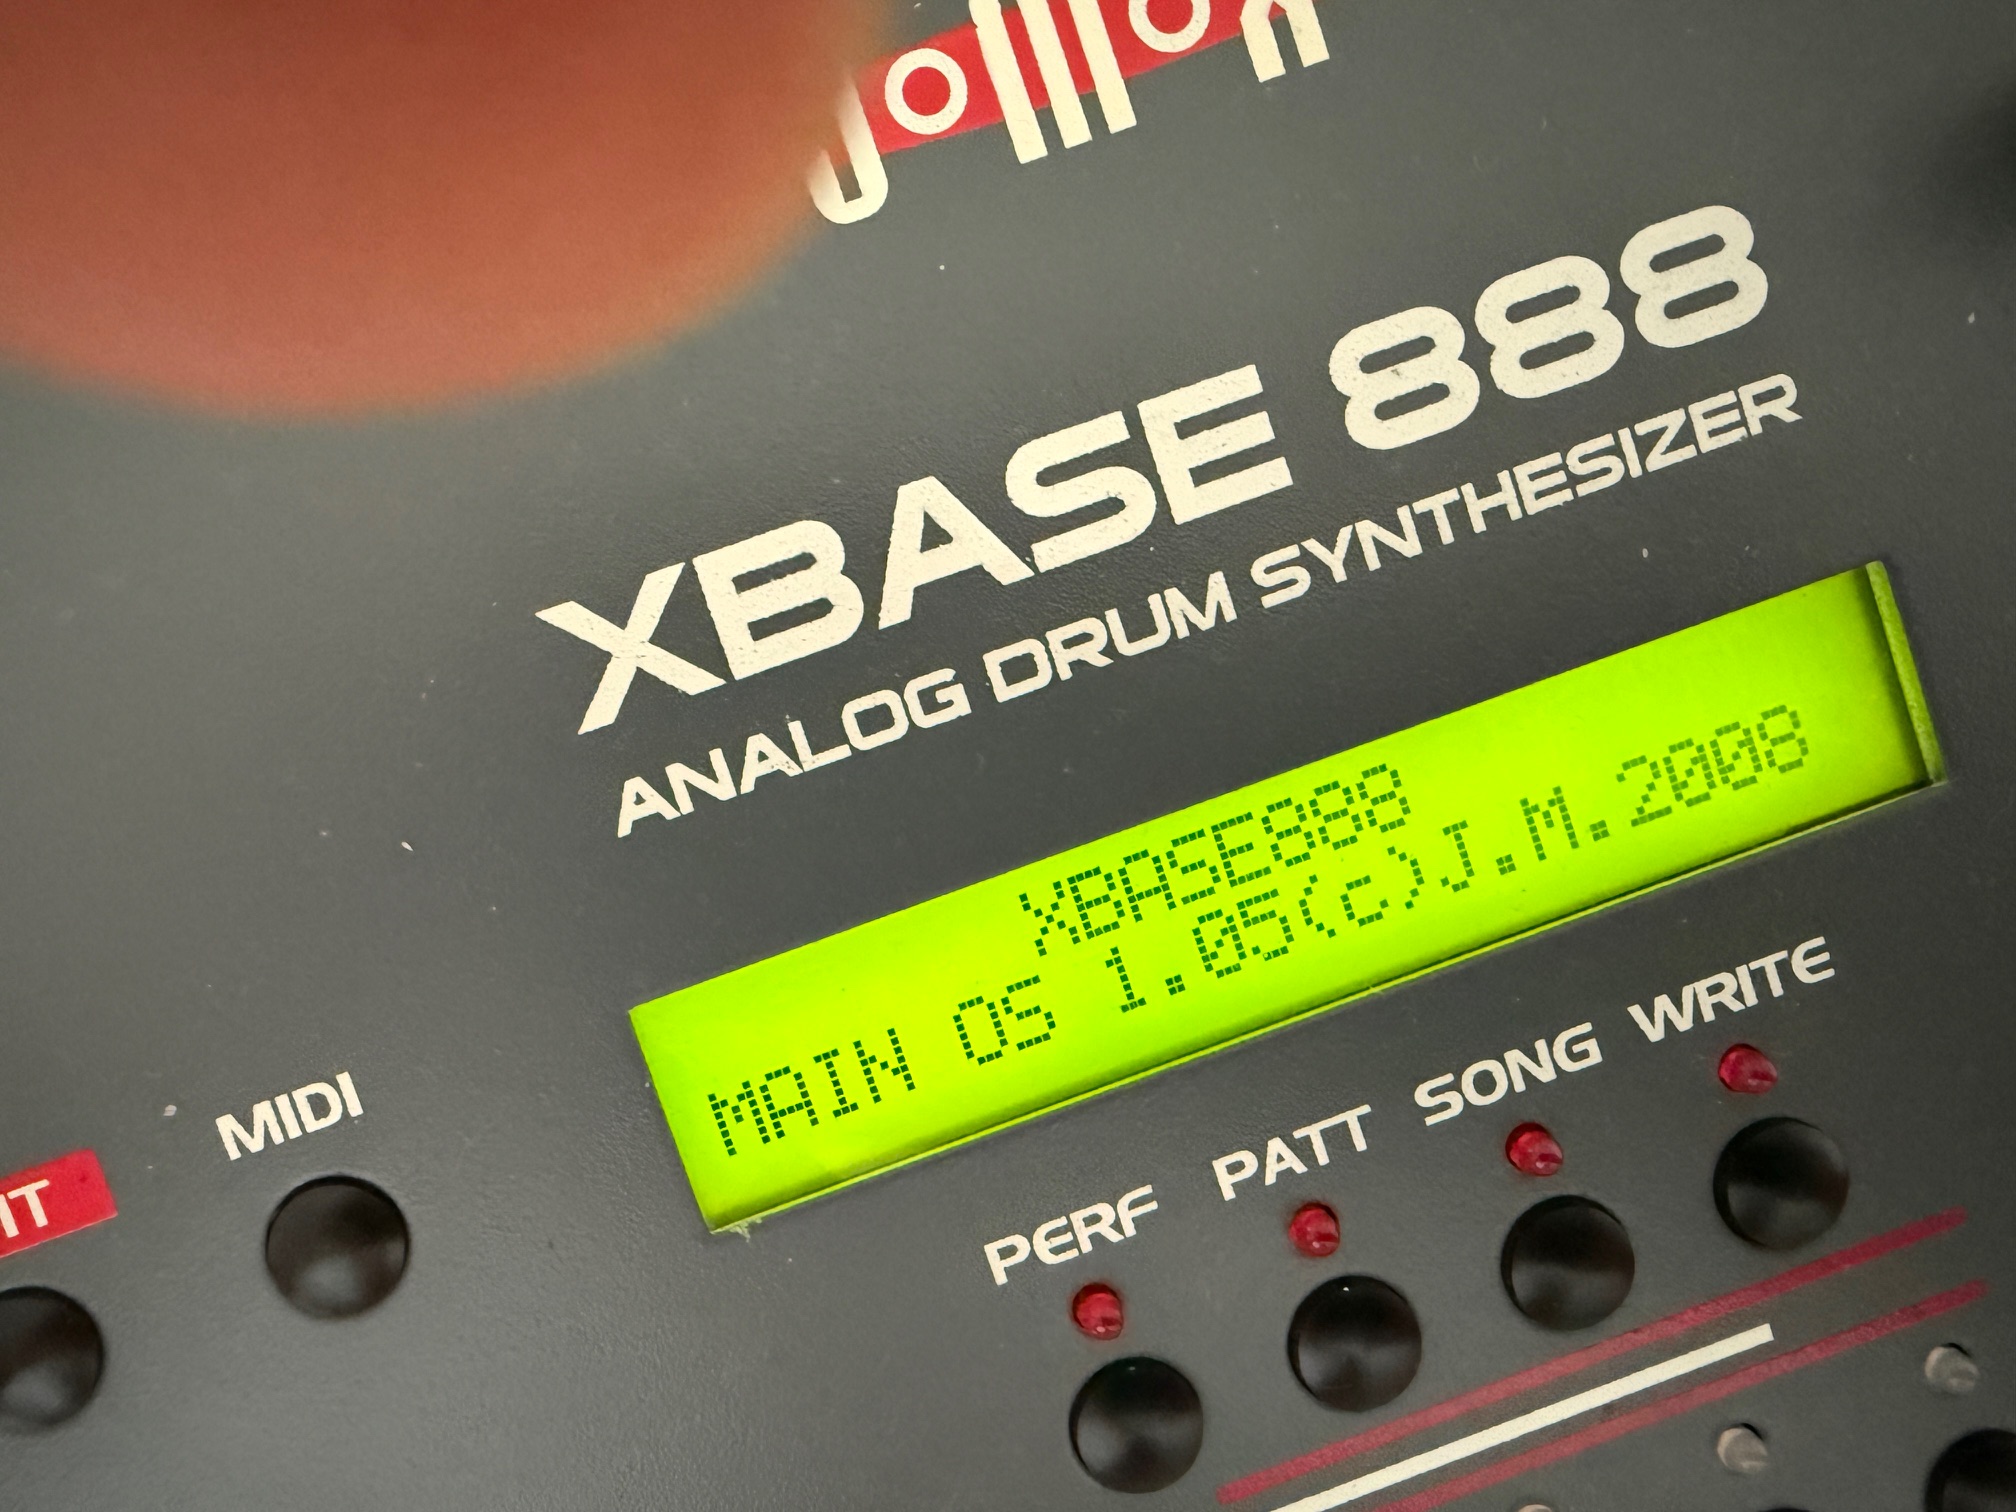 XBASE 888
ANALOG DRUM SYNTHESIZER
XBASE888
MAIN OS 1.05(c)J.M.2008
MIDI
PERF PATT SONG WRITE